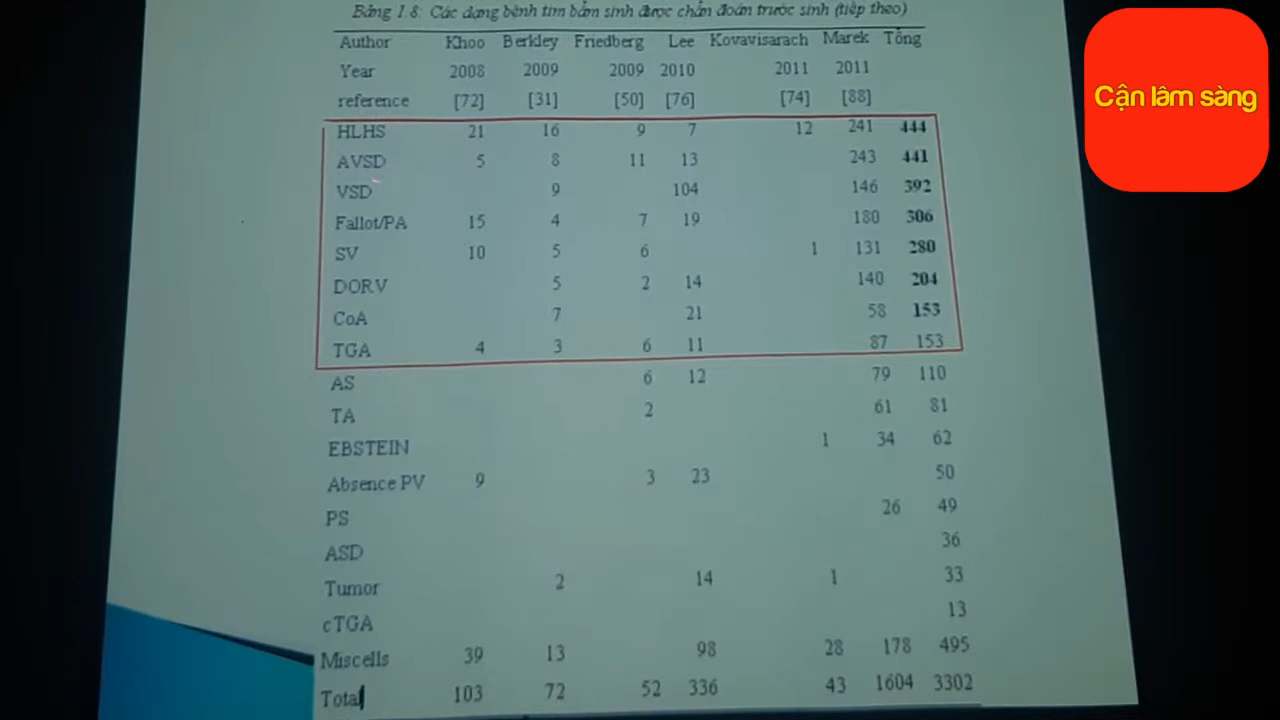 Bảng 1.8: Các dạng bệnh tim bẩm sinh được chẩn đoán trước sinh (tiếp theo)
Cận lâm sàng
Author Khoo Berkley Friedberg Lee Kovavisarach Marek Tổng
Year 2008 2009 2009 2010 2011 2011
reference [72] [31] [50] [76] [74] [88]
HLHS 21 16 9 7 12 241 444
AVSD 5 8 11 13 243 441
VSD 9 104 146 392
Fallot/PA 15 4 7 19 180 306
SV 10 5 6 1 131 280
DORV 5 2 14 140 204
CoA 7 21 58 153
TGA 4 3 6 11 87 153
AS 6 12 79 110
TA 2 61 81
EBSTEIN 1 34 62
Absence PV 9 3 23 50
PS 26 49
ASD 36
Tumor 2 14 1 33
cTGA 13
Miscells 39 13 98 28 178 495
Total 103 72 52 336 43 1604 3302